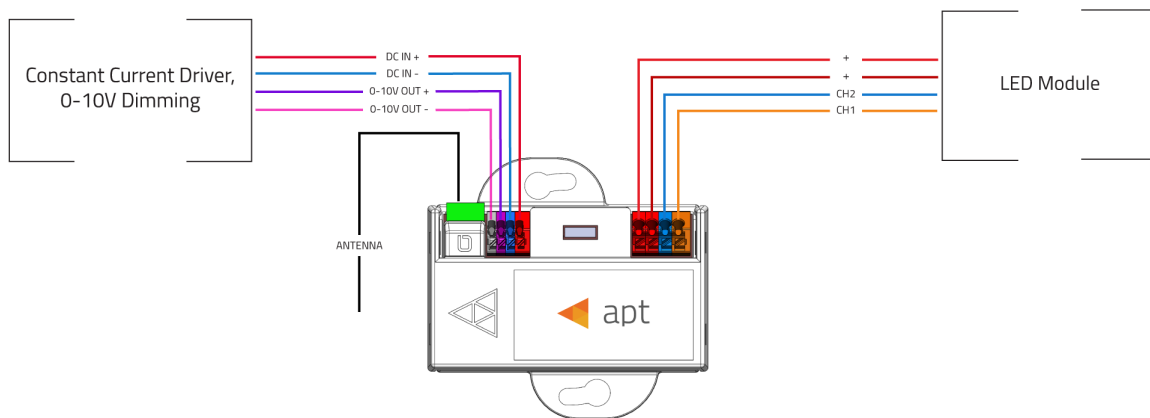 Constant Current Driver,
0-10V Dimming
DC IN +
DC IN -
0-10V OUT +
0-10V OUT -
ANTENNA
+
+
CH2
CH1
LED Module
apt